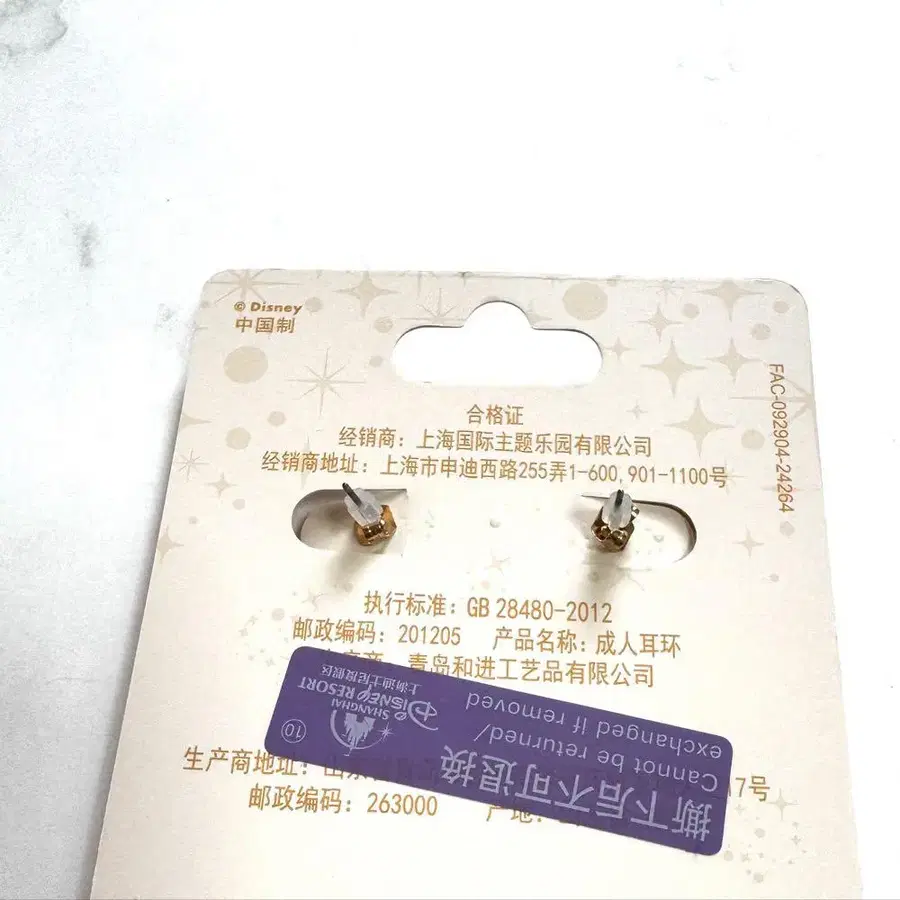 © Disney
中国制
FAC-092904-24264
合格证
经销商：上海国际主题乐园有限公司
经销商地址：上海市申迪西路255弄1-600,901-1100号
执行标准：GB 28480-2012
邮政编码：201205 产品名称：成人耳环
青岛和进工艺品有限公司
生产商地址：山东 17号
邮政编码：263000 产地：
撕下后不可退换
Cannot be returned/
exchanged if removed
SHANGHAI
Disney RESORT
上海迪士尼度假区
10